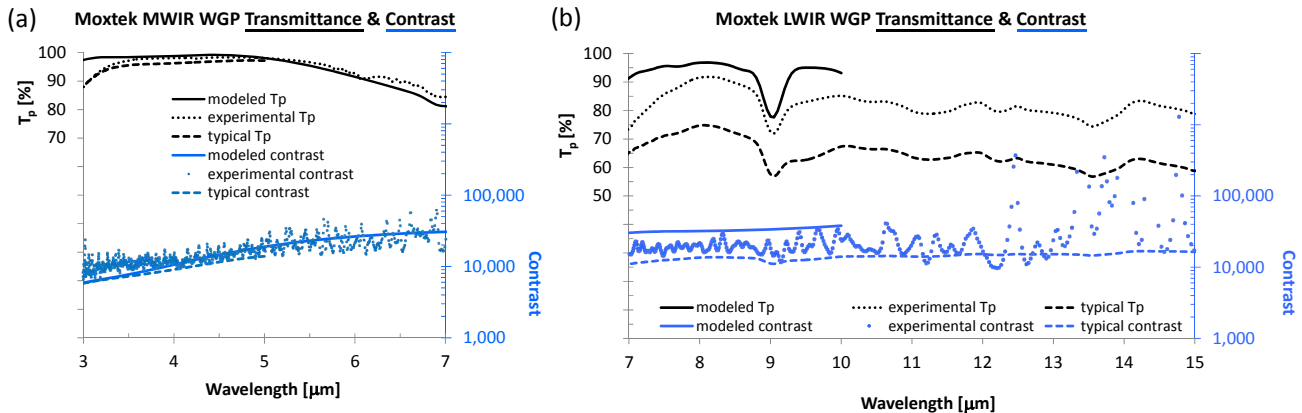 (a)
Moxtek MWIR WGP Transmittance & Contrast
100
90
80
70
Tp [%]
modeled Tp
experimental Tp
typical Tp
modeled contrast
experimental contrast
typical contrast
100,000
10,000
1,000
Contrast
3 4 5 6 7
Wavelength [μm]
(b)
Moxtek LWIR WGP Transmittance & Contrast
100
90
80
70
60
50
Tp [%]
100,000
10,000
1,000
Contrast
modeled Tp experimental Tp typical Tp
modeled contrast experimental contrast typical contrast
7 8 9 10 11 12 13 14 15
Wavelength [μm]